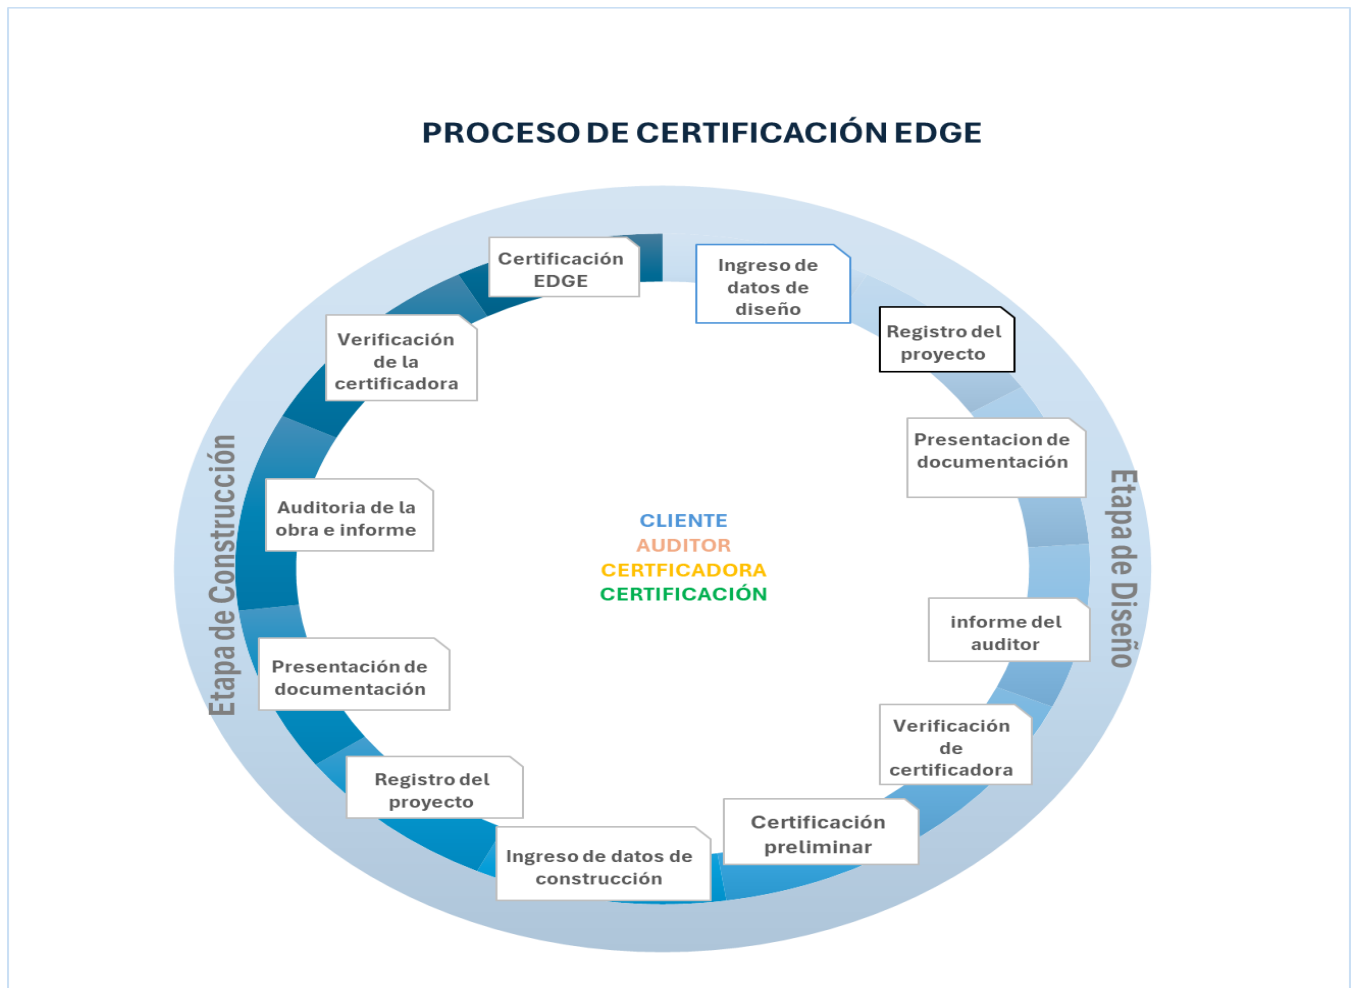 PROCESO DE CERTIFICACIÓN EDGE
Ingreso de
datos de
diseño
Registro del
proyecto
Presentacion de
documentación
informe del
auditor
Verificación
de
certificadora
Certificación
preliminar
Ingreso de datos de
construcción
Registro del
proyecto
Presentación de
documentación
Auditoria de la
obra e informe
Verificación
de la
certificadora
Certificación
EDGE
Etapa de Diseño
Etapa de Construcción
CLIENTE
AUDITOR
CERTFICADORA
CERTIFICACIÓN